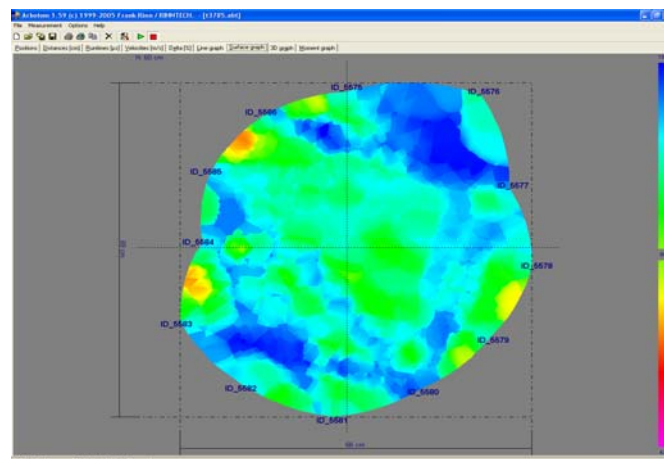 Arbotom 1.59 (c) 1999-2005 Frank Rinn / RINNTECH. - [t3705.abt]
File Measurement Options Help
Positions Distances [cm] Runtimes [µs] Velocities [m/s] Delta [%] Line graph Surface graph 3D graph Moment graph
ID_5575
ID_5576
ID_5586
ID_5585
ID_5577
ID_5584
ID_5578
ID_5583
ID_5579
ID_5582
ID_5580
ID_5581
66 cm